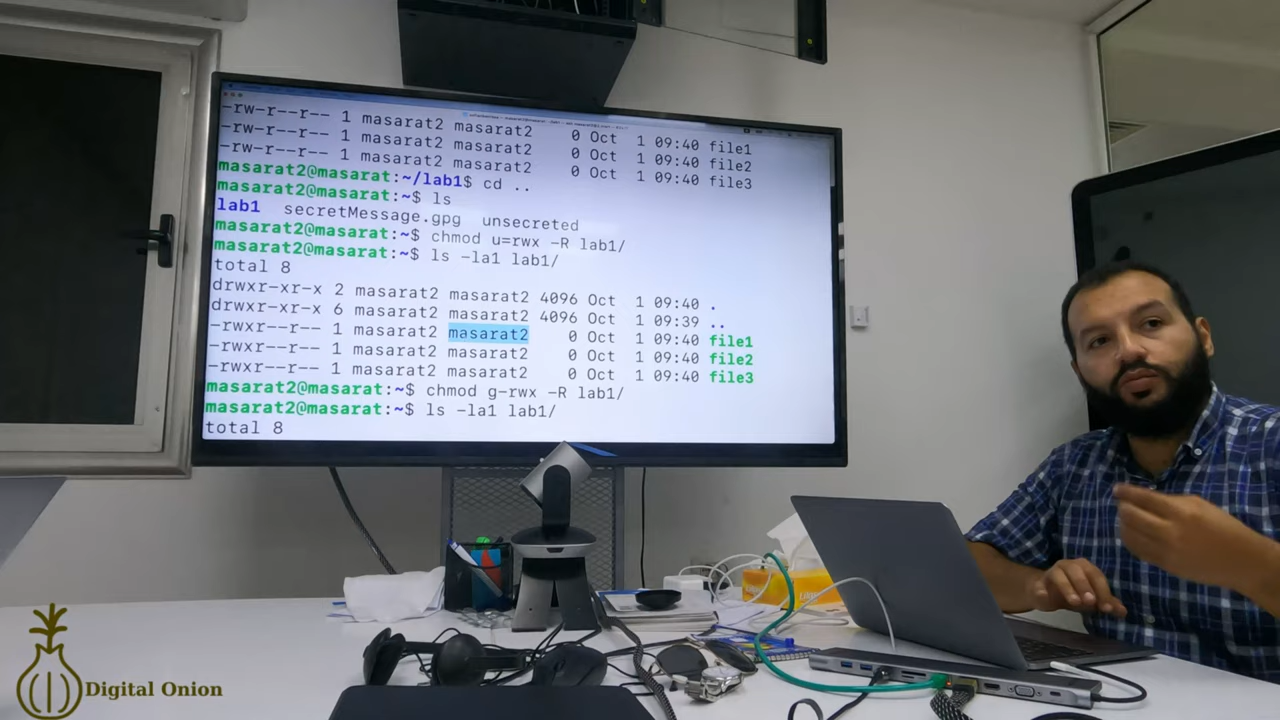 -rw-r--r-- 1 masarat2 masarat2 0 Oct 1 09:40 file1
-rw-r--r-- 1 masarat2 masarat2 0 Oct 1 09:40 file2
-rw-r--r-- 1 masarat2 masarat2 0 Oct 1 09:40 file3
masarat2@masarat:~/lab1$ cd ..
masarat2@masarat:~$ ls
lab1 secretMessage.gpg unsecreted
masarat2@masarat:~$ chmod u=rwx -R lab1/
masarat2@masarat:~$ ls -la1 lab1/
total 8
drwxr-xr-x 2 masarat2 masarat2 4096 Oct 1 09:40 .
drwxr-xr-x 6 masarat2 masarat2 4096 Oct 1 09:39 ..
-rwxr--r-- 1 masarat2 masarat2 0 Oct 1 09:40 file1
-rwxr--r-- 1 masarat2 masarat2 0 Oct 1 09:40 file2
-rwxr--r-- 1 masarat2 masarat2 0 Oct 1 09:40 file3
masarat2@masarat:~$ chmod g-rwx -R lab1/
masarat2@masarat:~$ ls -la1 lab1/
total 8
Digital Onion